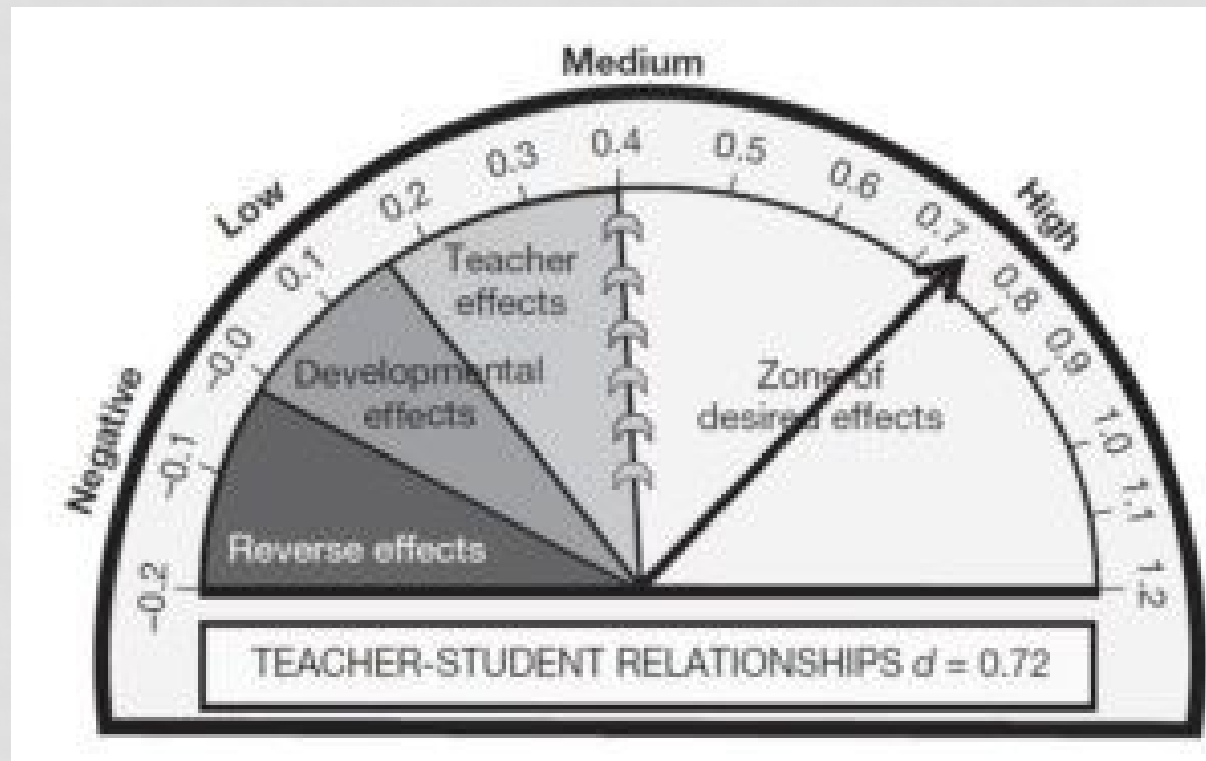 Medium
Low
High
Negative
-0.2
-0.1
-0.0
0.1
0.2
0.3
0.4
0.5
0.6
0.7
0.8
0.9
1.0
1.1
1.2
Teacher
effects
Developmental
effects
Zone of
desired effects
Reverse effects
TEACHER-STUDENT RELATIONSHIPS d = 0.72